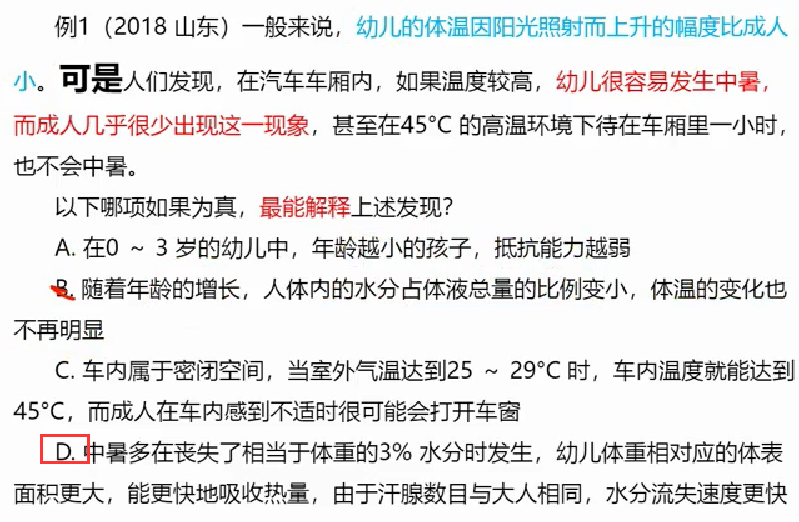 例1（2018 山东）一般来说，幼儿的体温因阳光照射而上升的幅度比成人
小。可是人们发现，在汽车车厢内，如果温度较高，幼儿很容易发生中暑，
而成人几乎很少出现这一现象，甚至在45°C 的高温环境下待在车厢里一小时，
也不会中暑。
以下哪项如果为真，最能解释上述发现？
A. 在0 ～ 3 岁的幼儿中，年龄越小的孩子，抵抗能力越弱
B. 随着年龄的增长，人体内的水分占体液总量的比例变小，体温的变化也
不再明显
C. 车内属于密闭空间，当室外气温达到25 ～ 29°C 时，车内温度就能达到
45°C，而成人在车内感到不适时很可能会打开车窗
D. 中暑多在丧失了相当于体重的3% 水分时发生，幼儿体重相对应的体表
面积更大，能更快地吸收热量，由于汗腺数目与大人相同，水分流失速度更快